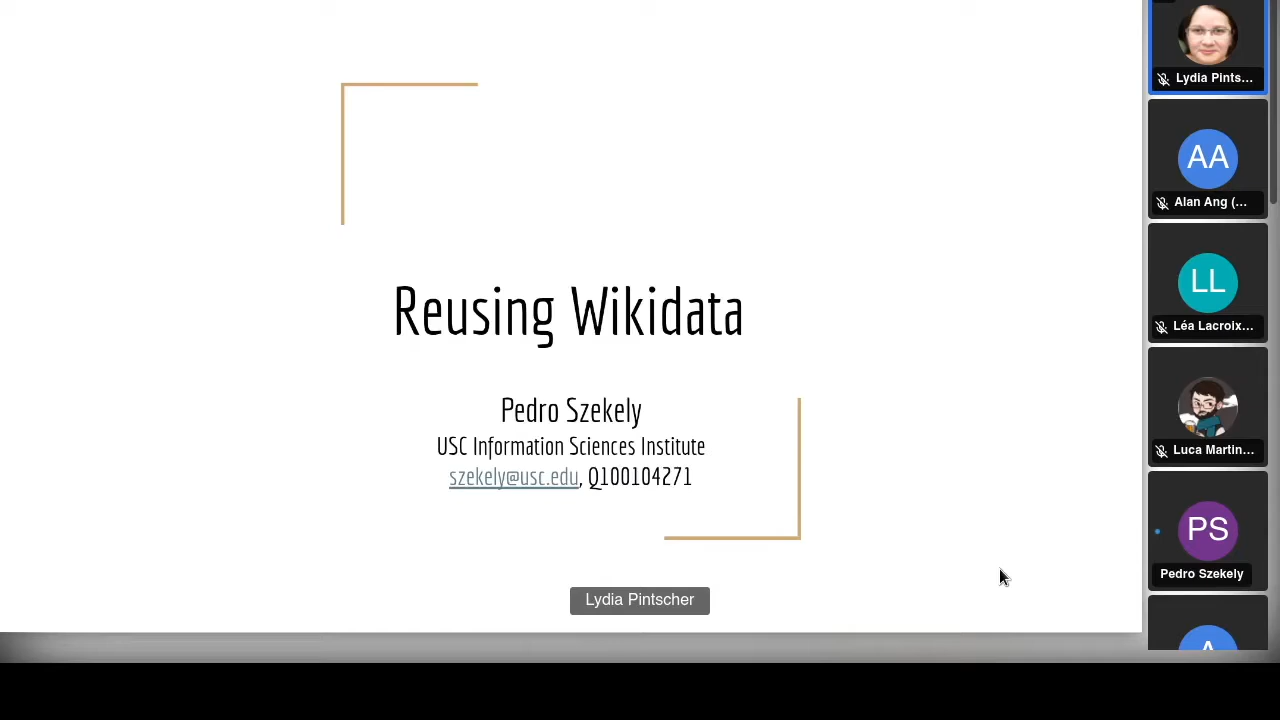 Reusing Wikidata
Pedro Szekely
USC Information Sciences Institute
szekely@usc.edu, Q100104271
Lydia Pintscher
Lydia Pints...
AA
Alan Ang (...
LL
Léa Lacroix...
Luca Martin...
PS
Pedro Szekely
A